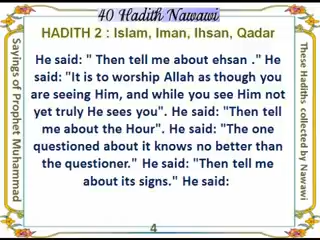 40 Hadith Nawawi
HADITH 2 : Islam, Iman, Ihsan, Qadar
Sayings of Prophet Muhammad
He said: " Then tell me about ehsan ." He
said: "It is to worship Allah as though you
are seeing Him, and while you see Him not
yet truly He sees you". He said: "Then tell
me about the Hour". He said: "The one
questioned about it knows no better than
the questioner." He said: "Then tell me
about its signs." He said:
These Hadiths collected by Nawawi
4